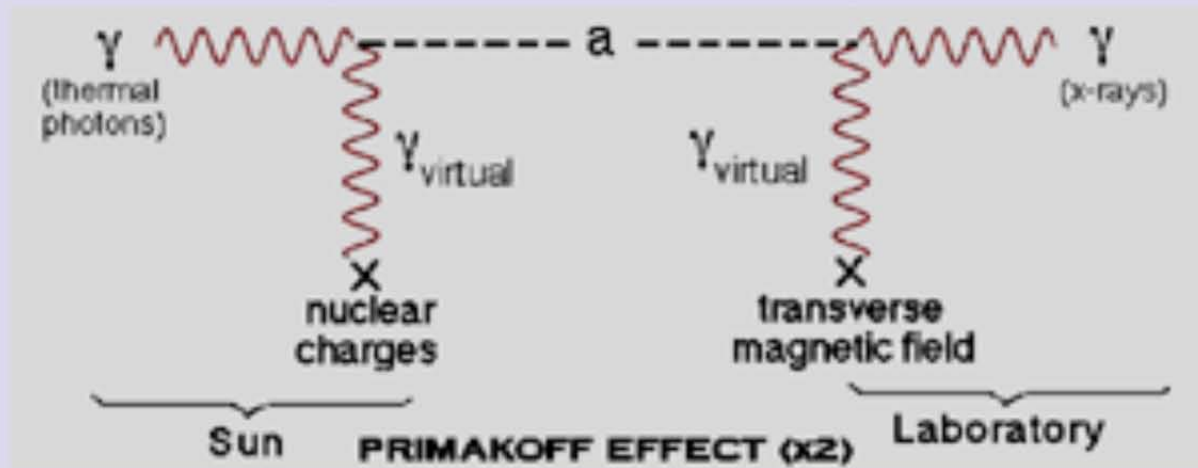 γ a γ
(thermal
photons)
(x-rays)
γvirtual γvirtual
x x
nuclear
charges
transverse
magnetic field
Sun
PRIMAKOFF EFFECT (x2)
Laboratory